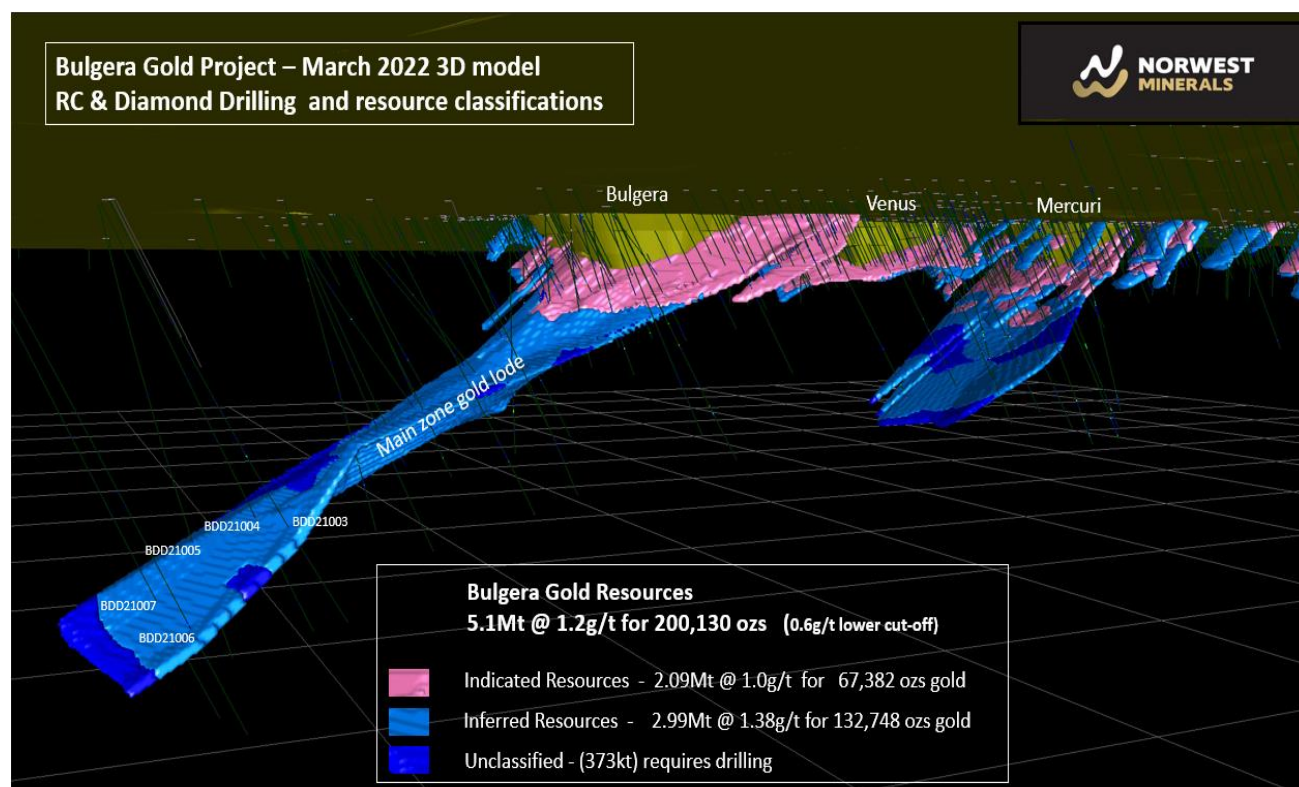 Bulgera Gold Project – March 2022 3D model
RC & Diamond Drilling and resource classifications
NORWEST
MINERALS
Bulgera
Venus
Mercuri
Main zone gold lode
BDD21004
BDD21003
BDD21005
BDD21007
BDD21006
Bulgera Gold Resources
5.1Mt @ 1.2g/t for 200,130 ozs (0.6g/t lower cut-off)
Indicated Resources - 2.09Mt @ 1.0g/t for 67,382 ozs gold
Inferred Resources - 2.99Mt @ 1.38g/t for 132,748 ozs gold
Unclassified - (373kt) requires drilling